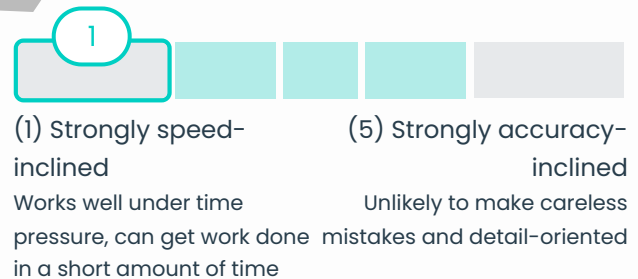 1
(1) Strongly speed-
inclined
Works well under time
pressure, can get work done
in a short amount of time
(5) Strongly accuracy-
inclined
Unlikely to make careless
mistakes and detail-oriented